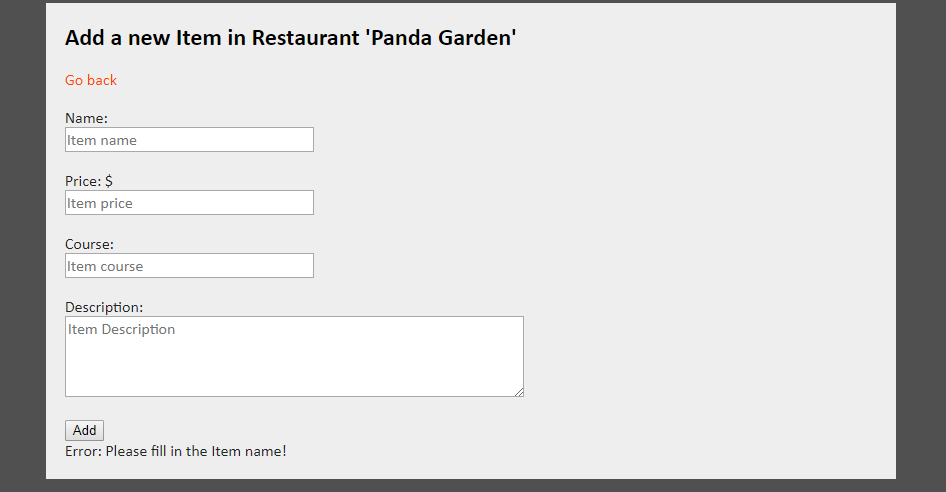 Add a new Item in Restaurant 'Panda Garden'
Go back
Name:
Item name
Price: $
Item price
Course:
Item course
Description:
Item Description
Add
Error: Please fill in the Item name!